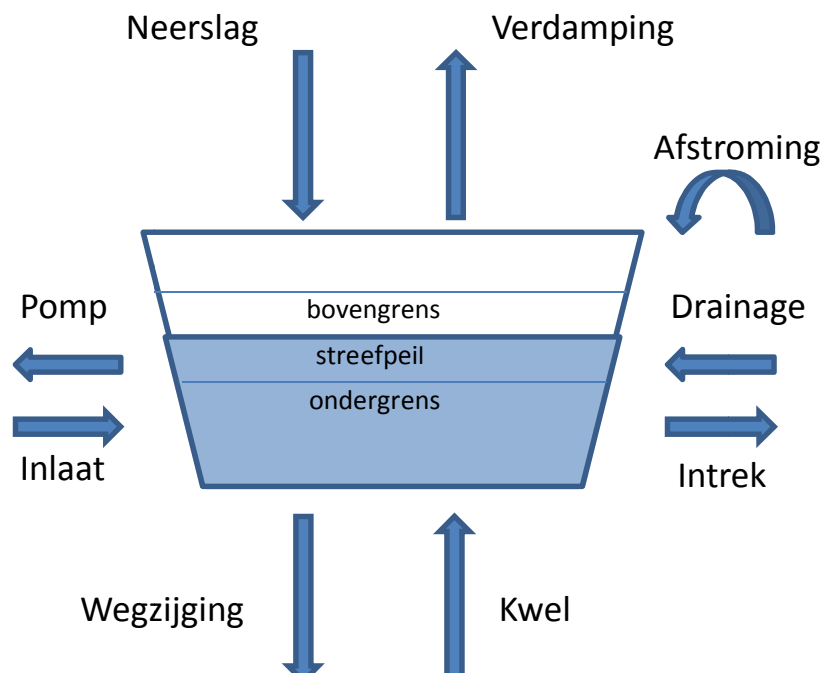 Neerslag
Verdamping
Afstroming
Pomp
bovengrens
Drainage
streefpeil
ondergrens
Inlaat
Intrek
Wegzijging
Kwel